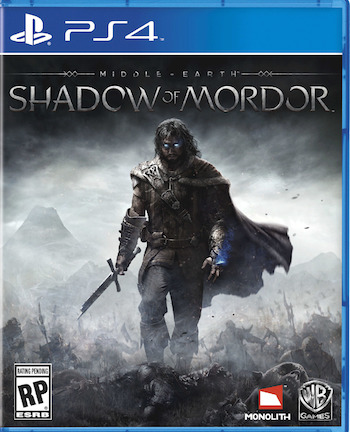 PS4
MIDDLE-EARTH
SHADOW OF MORDOR
RATING PENDING
RP
ESRB
MONOLITH
WB
GAMES